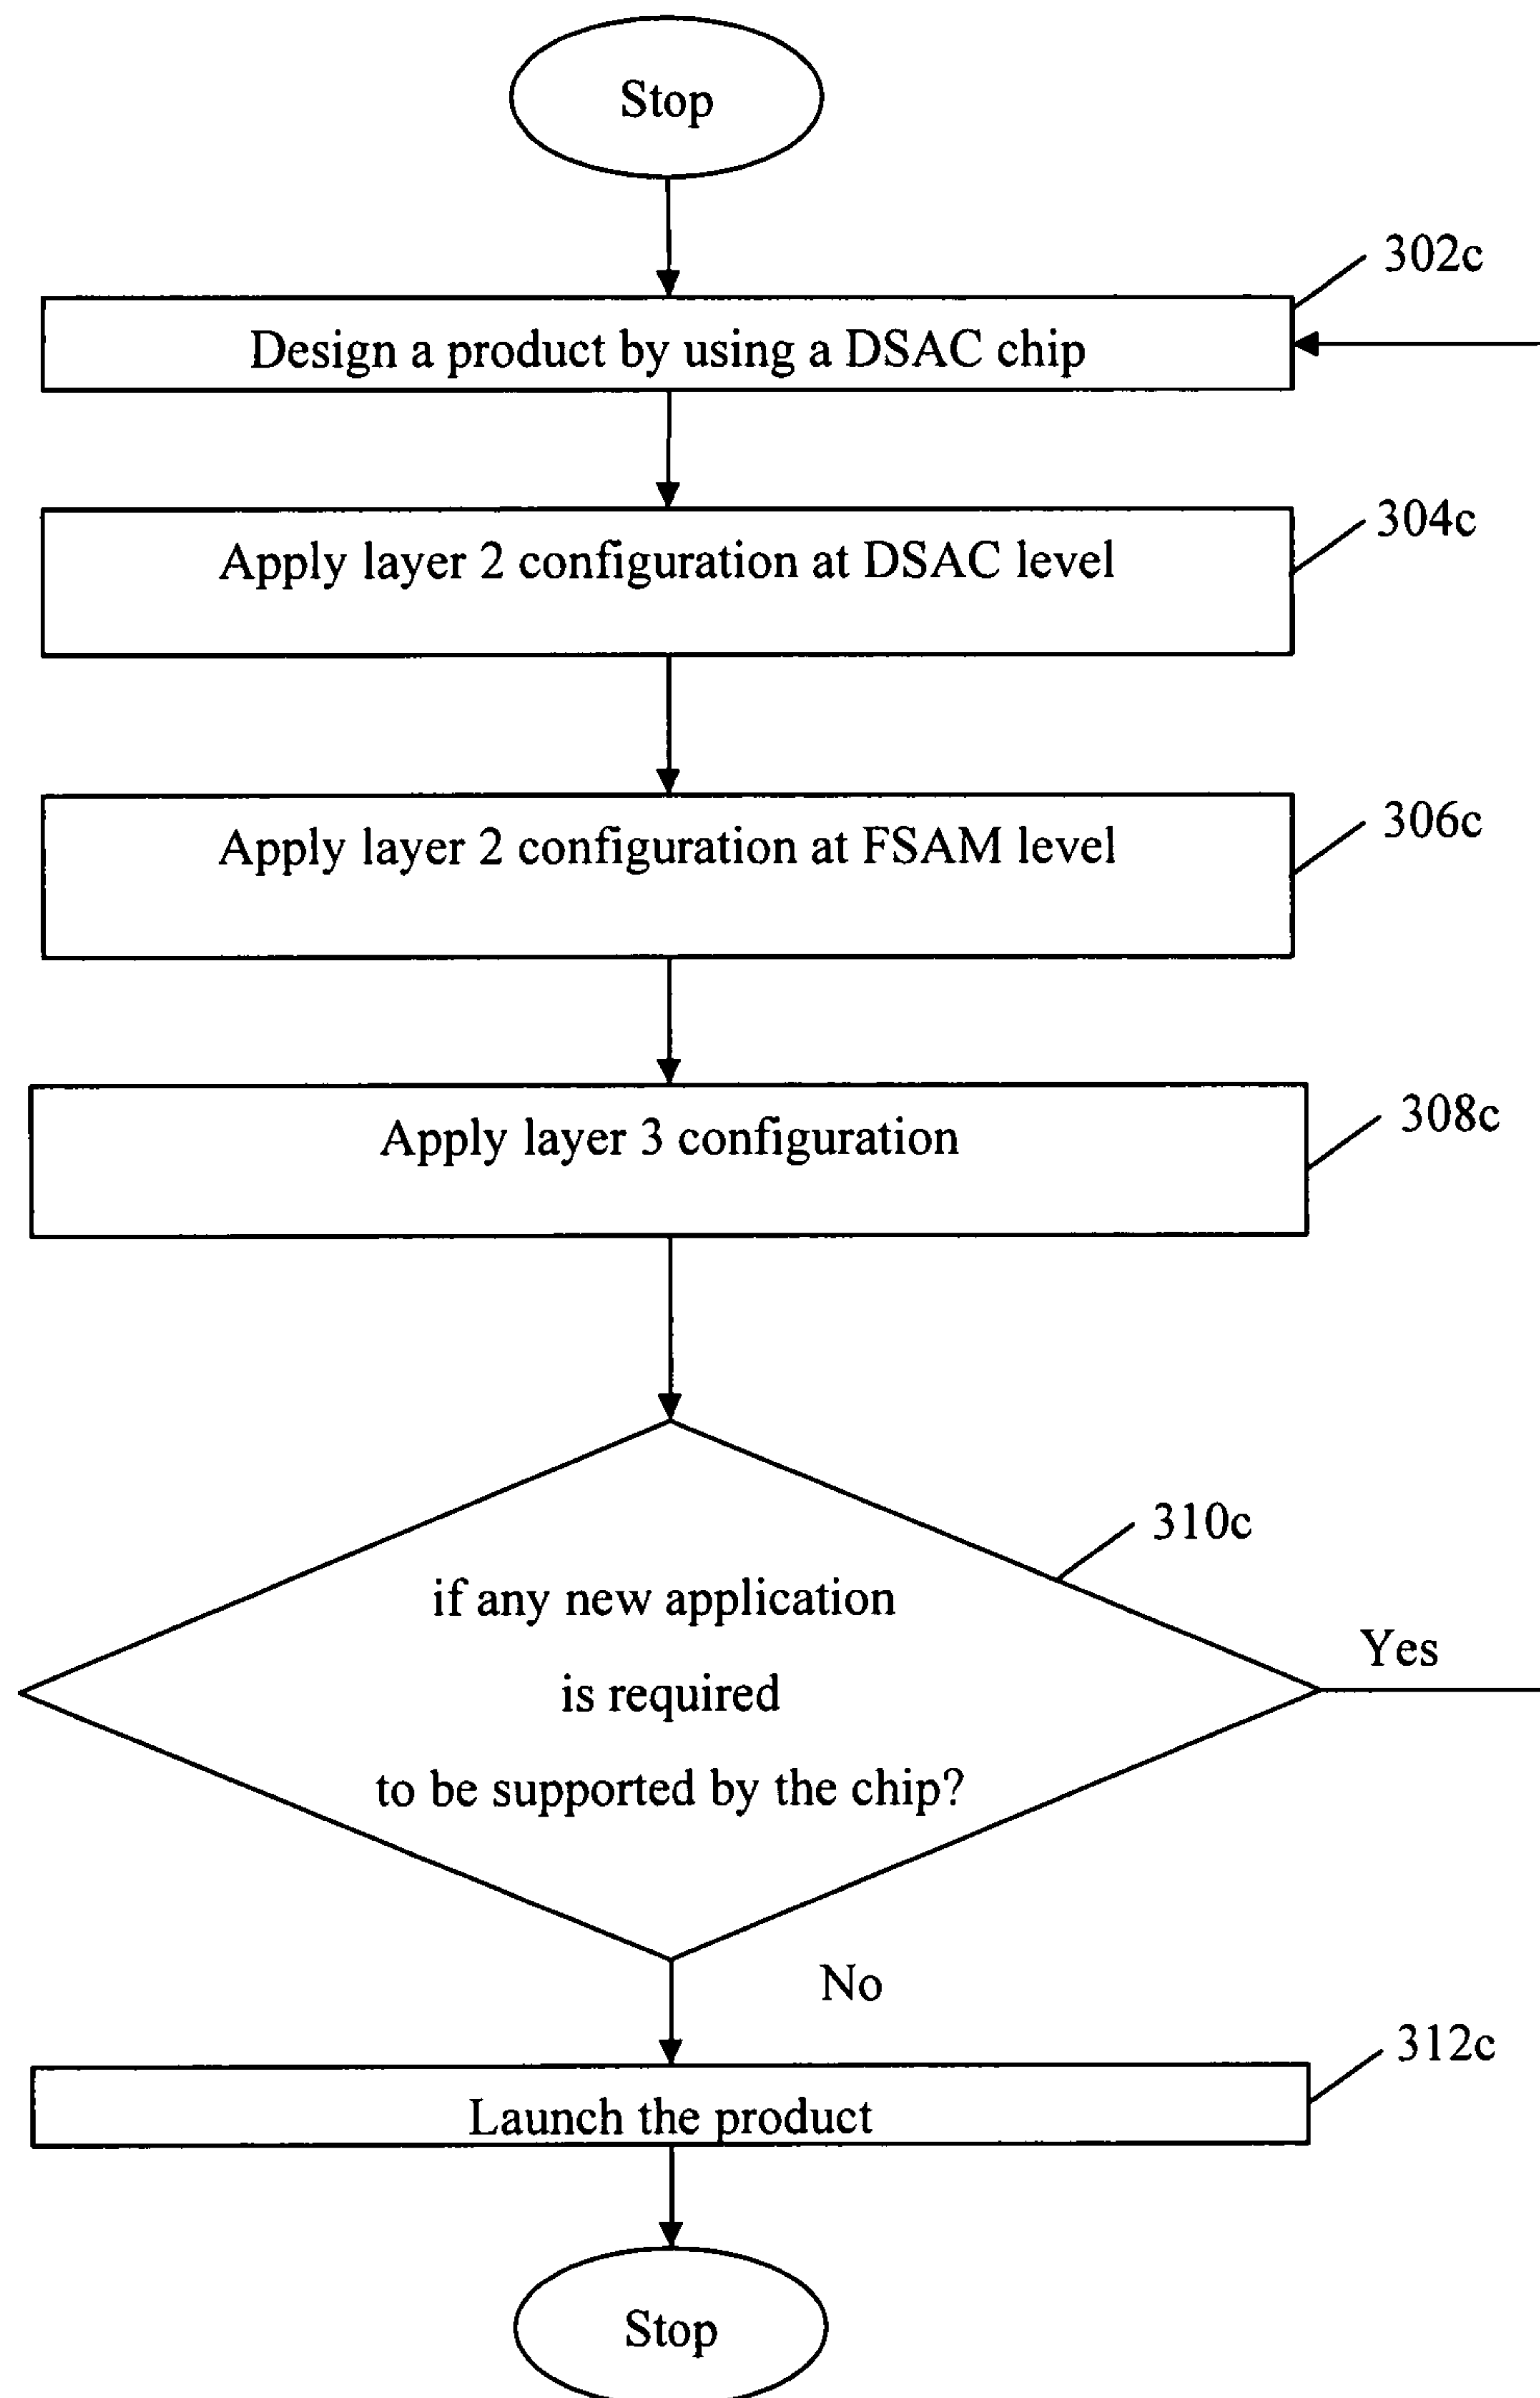 Stop
302c
Design a product by using a DSAC chip
304c
Apply layer 2 configuration at DSAC level
306c
Apply layer 2 configuration at FSAM level
308c
Apply layer 3 configuration
310c
if any new application
is required
to be supported by the chip?
Yes
No
312c
Launch the product
Stop